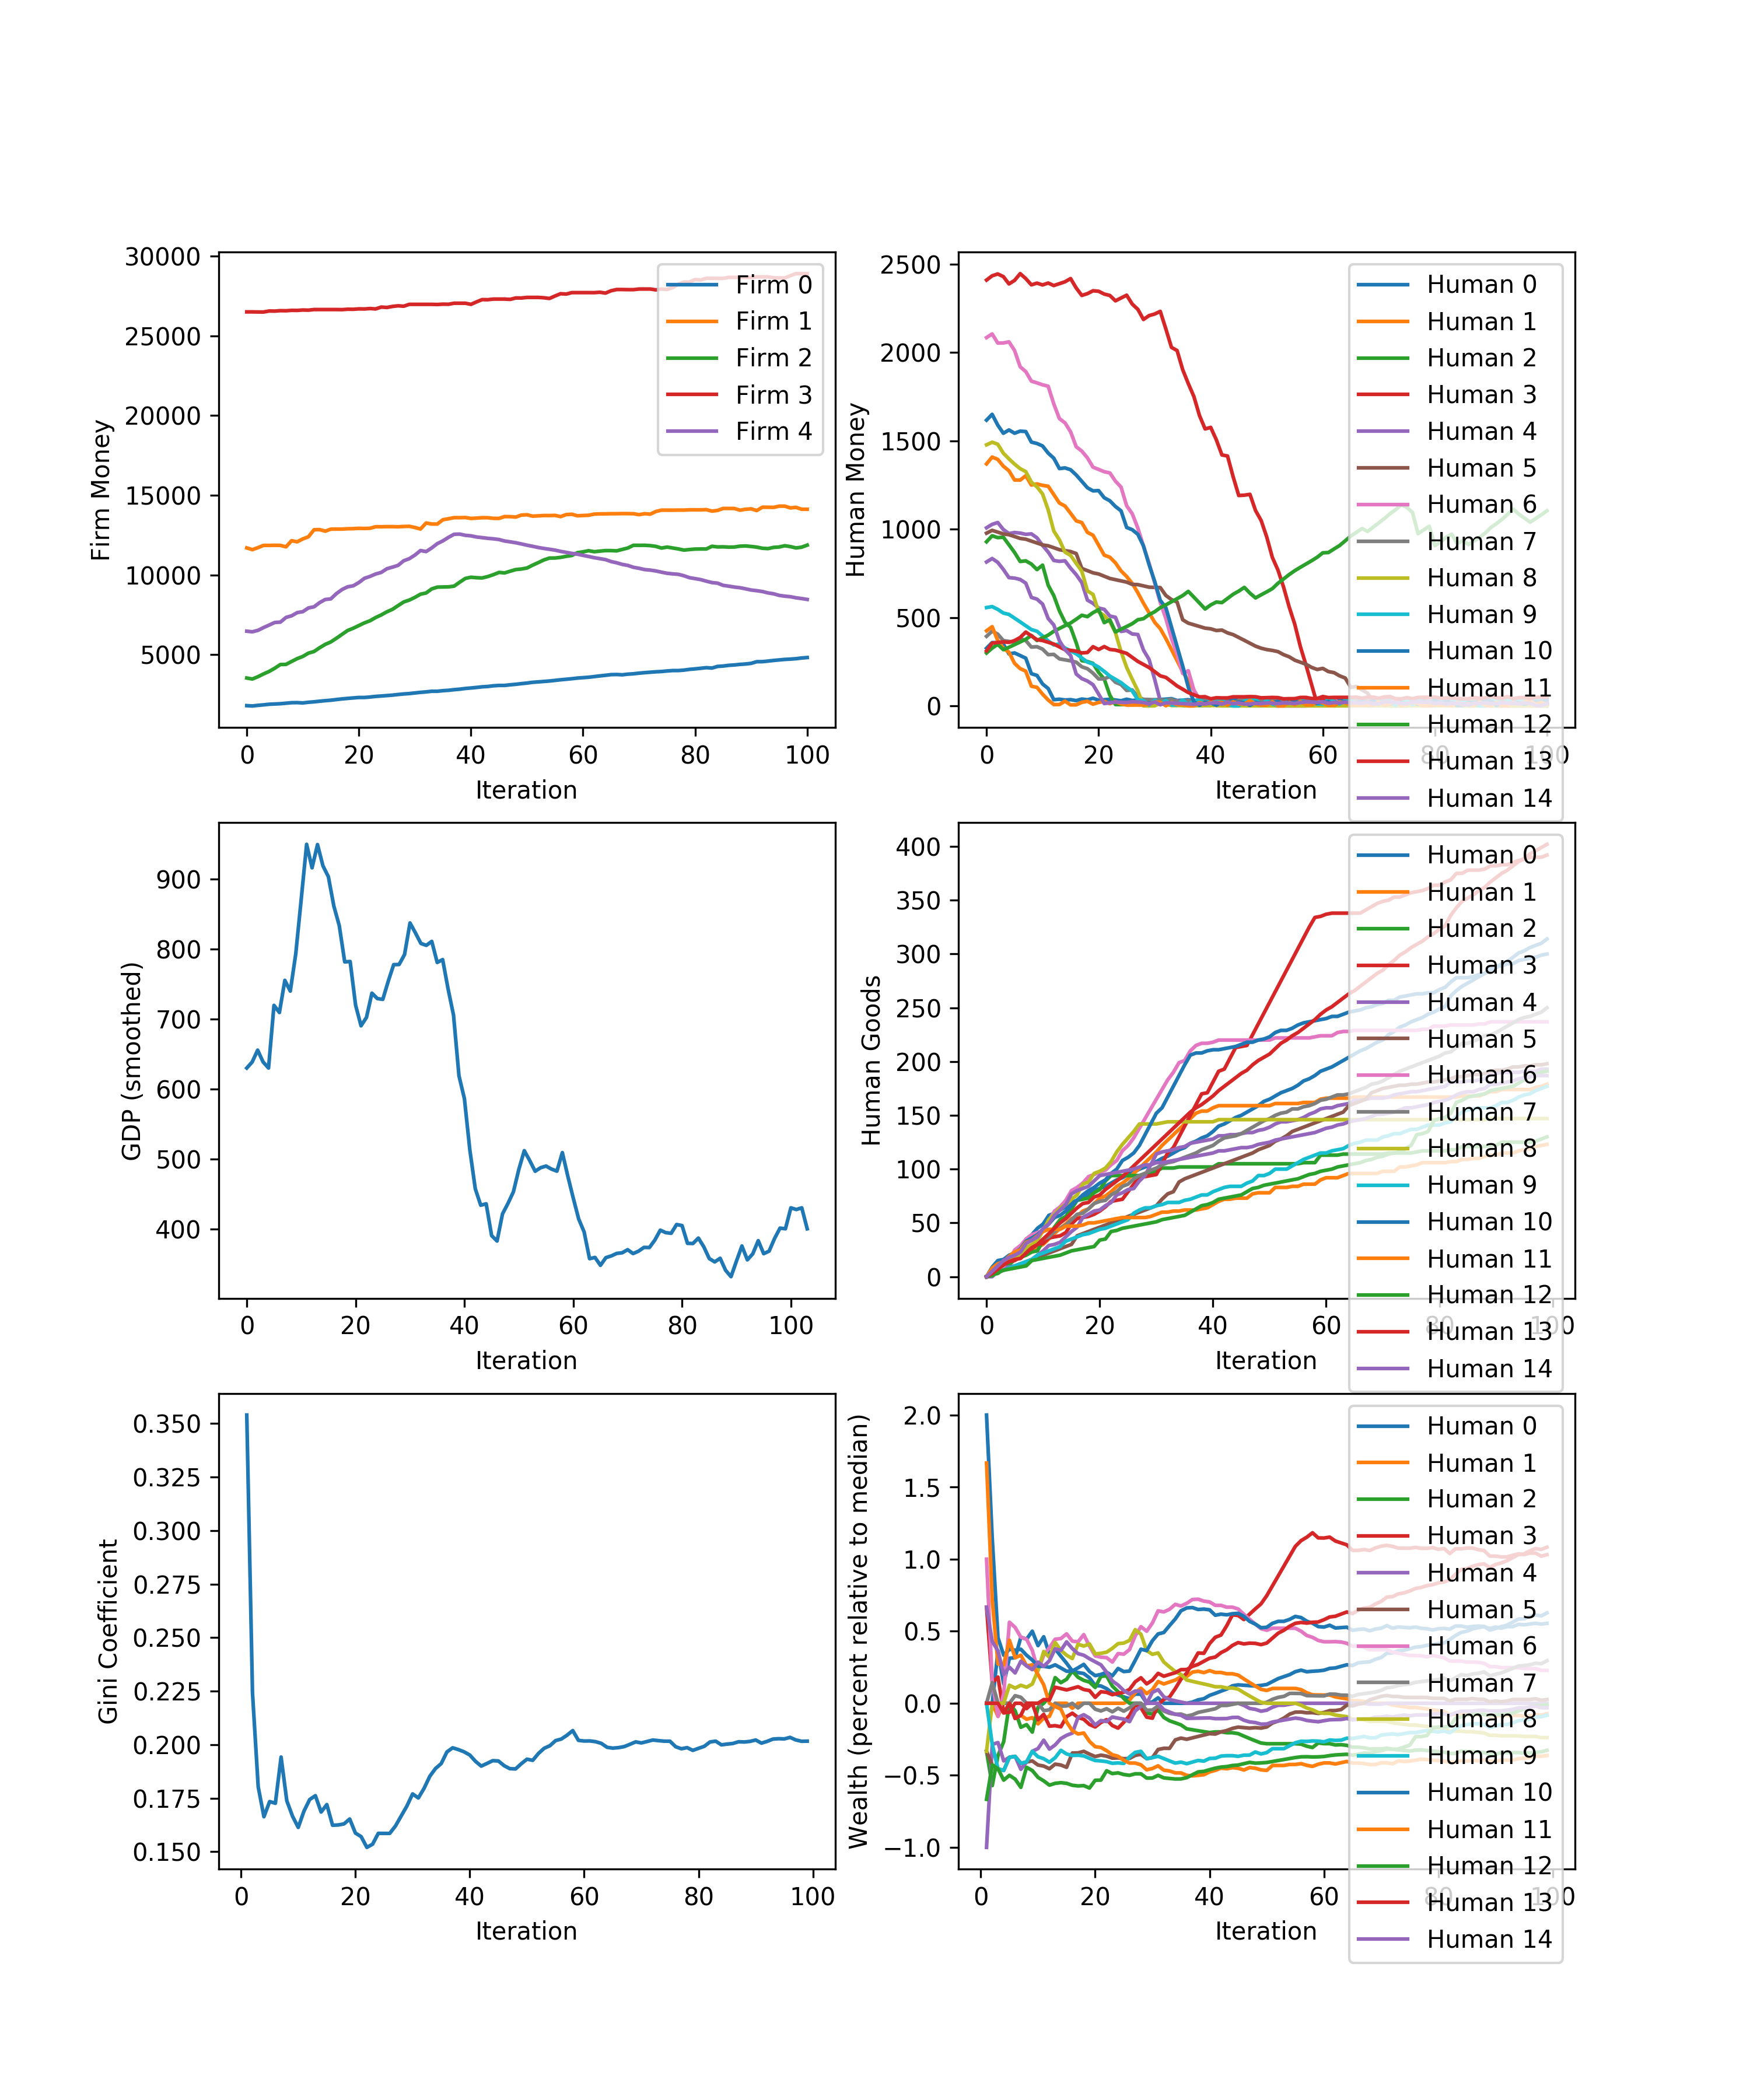 30000
25000
20000
15000
10000
5000
Firm Money
0 20 40 60 80 100
Iteration
Firm 0
Firm 1
Firm 2
Firm 3
Firm 4
2500
2000
1500
1000
500
0
Human Money
0 20 40 60 80 100
Iteration
Human 0
Human 1
Human 2
Human 3
Human 4
Human 5
Human 6
Human 7
Human 8
Human 9
Human 10
Human 11
Human 12
Human 13
Human 14
900
800
700
600
500
400
GDP (smoothed)
0 20 40 60 80 100
Iteration
400
350
300
250
200
150
100
50
0
Human Goods
0 20 40 60 80 100
Iteration
Human 0
Human 1
Human 2
Human 3
Human 4
Human 5
Human 6
Human 7
Human 8
Human 9
Human 10
Human 11
Human 12
Human 13
Human 14
0.350
0.325
0.300
0.275
0.250
0.225
0.200
0.175
0.150
Gini Coefficient
0 20 40 60 80 100
Iteration
2.0
1.5
1.0
0.5
0.0
−0.5
−1.0
Wealth (percent relative to median)
0 20 40 60 80 100
Iteration
Human 0
Human 1
Human 2
Human 3
Human 4
Human 5
Human 6
Human 7
Human 8
Human 9
Human 10
Human 11
Human 12
Human 13
Human 14